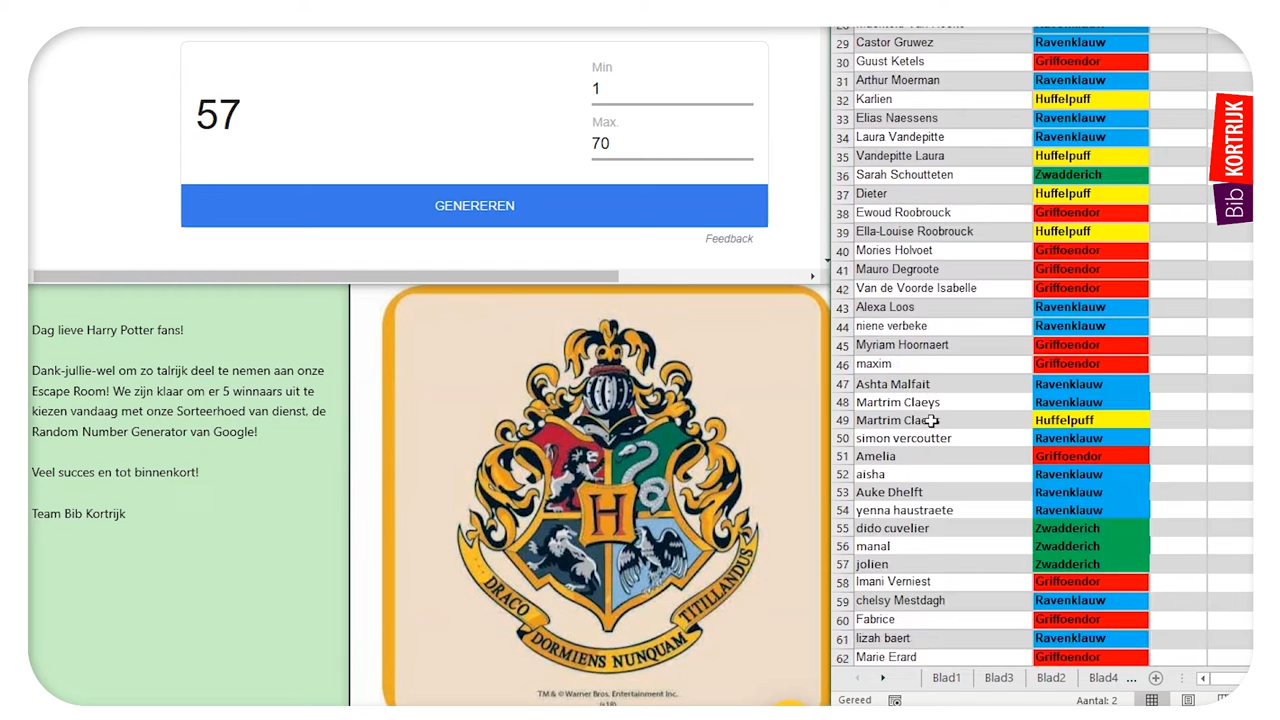 57
Min
1
Max.
70
GENEREREN
Feedback
Dag lieve Harry Potter fans!
Dank-jullie-wel om zo talrijk deel te nemen aan onze
Escape Room! We zijn klaar om er 5 winnaars uit te
kiezen vandaag met onze Sorteerhoed van dienst, de
Random Number Generator van Google!
Veel succes en tot binnenkort!
Team Bib Kortrijk
H
DRACO
DORMIENS NUNQUAM
TITILLANDUS
TM & © Warner Bros. Entertainment Inc.
(s18)
29 Castor Gruwez Ravenklauw
30 Guust Ketels Griffoendor
31 Arthur Moerman Ravenklauw
32 Karlien Huffelpuff
33 Elias Naessens Ravenklauw
34 Laura Vandepitte Ravenklauw
35 Vandepitte Laura Huffelpuff
36 Sarah Schoutteten Zwadderich
37 Dieter Huffelpuff
38 Ewoud Roobrouck Griffoendor
39 Ella-Louise Roobrouck Huffelpuff
40 Mories Holvoet Griffoendor
41 Mauro Degroote Griffoendor
42 Van de Voorde Isabelle Griffoendor
43 Alexa Loos Ravenklauw
44 niene verbeke Ravenklauw
45 Myriam Hoornaert Griffoendor
46 maxim Griffoendor
47 Ashta Malfait Ravenklauw
48 Martrim Claeys Ravenklauw
49 Martrim Claeys Huffelpuff
50 simon vercoutter Ravenklauw
51 Amelia Griffoendor
52 aisha Ravenklauw
53 Auke Dhelft Ravenklauw
54 yenna haustraete Ravenklauw
55 dido cuvelier Zwadderich
56 manal Zwadderich
57 jolien Zwadderich
58 Imani Verniest Griffoendor
59 chelsy Mestdagh Ravenklauw
60 Fabrice Griffoendor
61 lizah baert Ravenklauw
62 Marie Erard Griffoendor
Blad1 Blad3 Blad2 Blad4 ...
Gereed Aantal: 2
Bib KORTRIJK